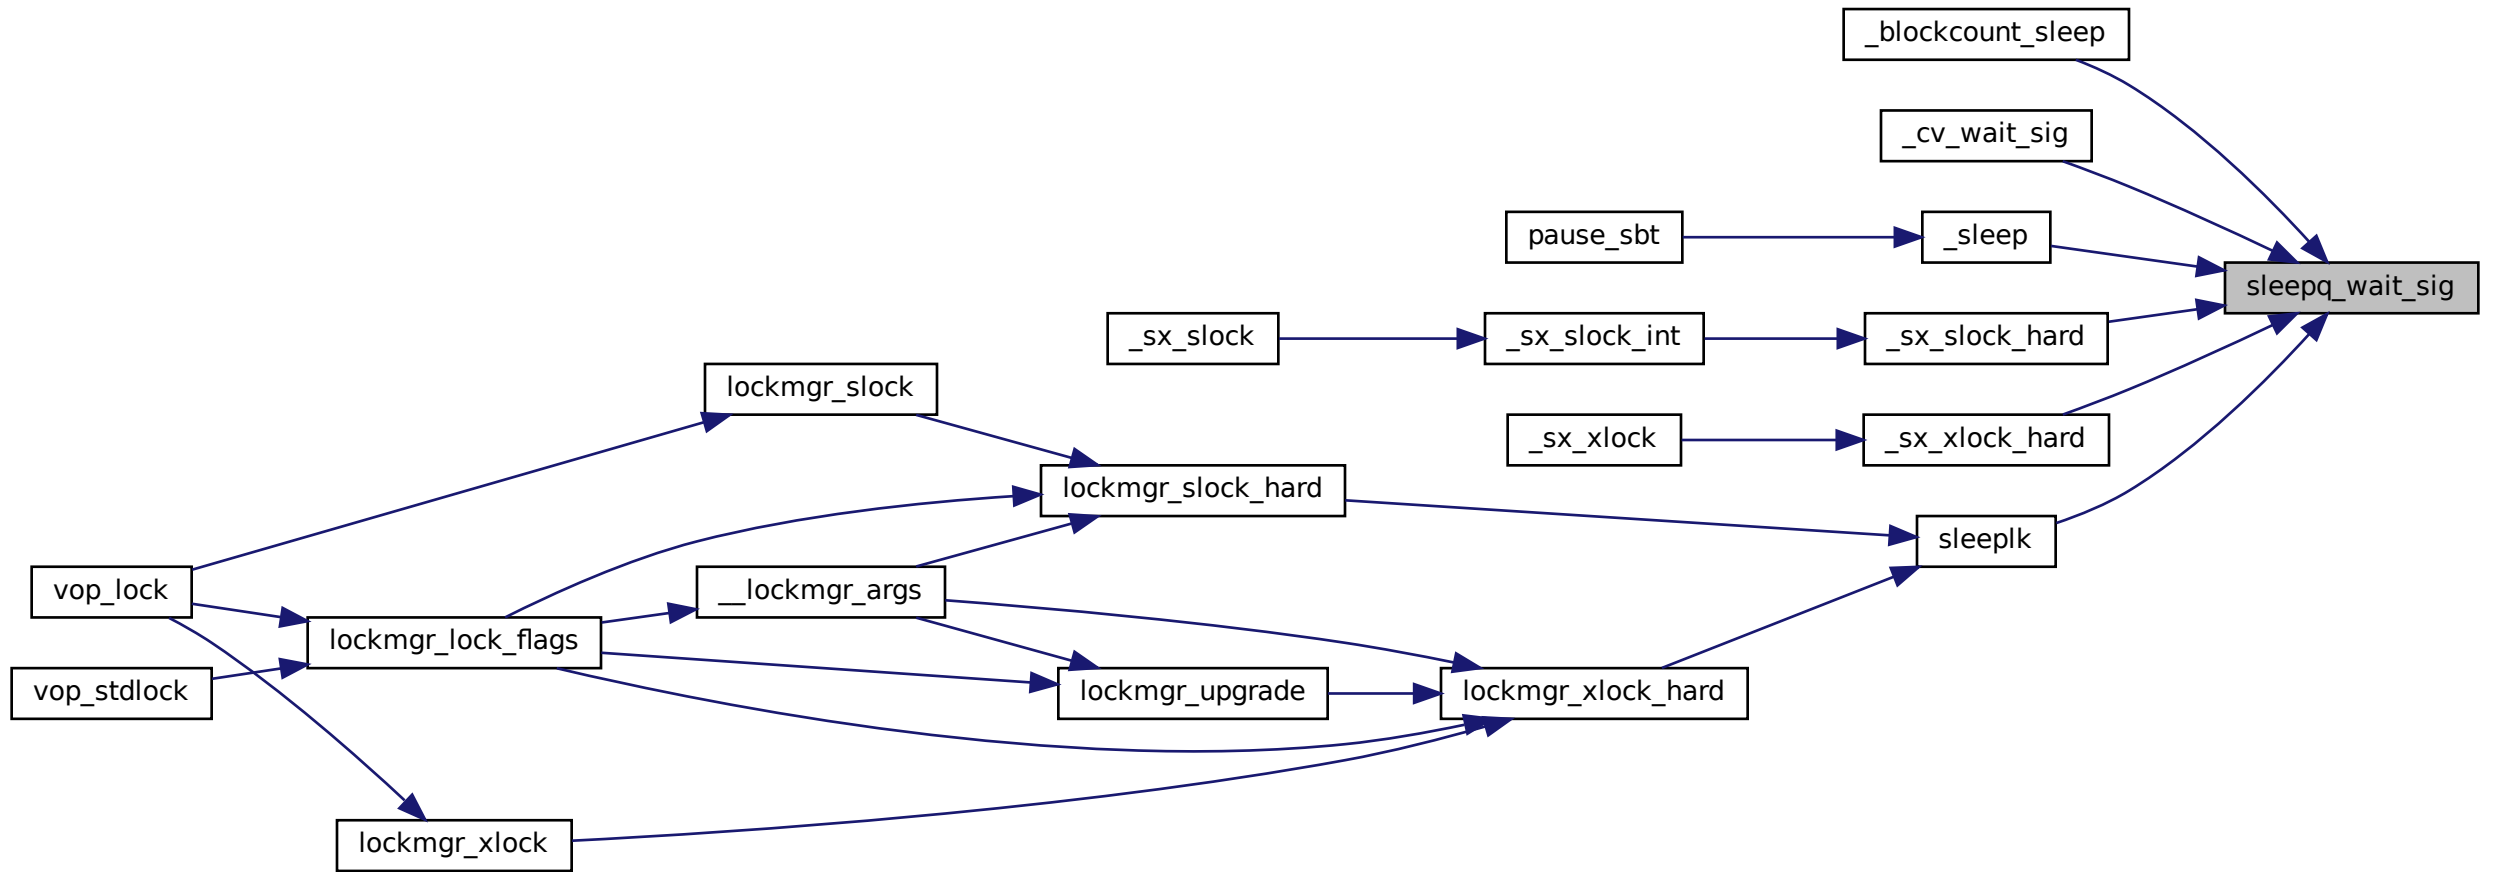 _blockcount_sleep
_cv_wait_sig
pause_sbt
_sleep
sleepq_wait_sig
_sx_slock
_sx_slock_int
_sx_slock_hard
lockmgr_slock
_sx_xlock
_sx_xlock_hard
lockmgr_slock_hard
sleeplk
vop_lock
__lockmgr_args
lockmgr_lock_flags
vop_stdlock
lockmgr_upgrade
lockmgr_xlock_hard
lockmgr_xlock